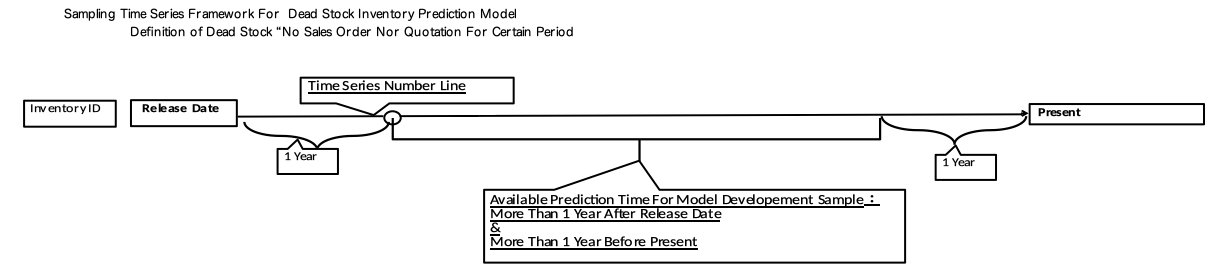 Sampling Time Series Framework For Dead Stock Inventory Prediction Model
Definition of Dead Stock “No Sales Order Nor Quotation For Certain Period
Time Series Number Line
Inventory ID
Release Date
Present
1 Year
1 Year
Available Prediction Time For Model Developement Sample :
More Than 1 Year After Release Date
&
More Than 1 Year Before Present